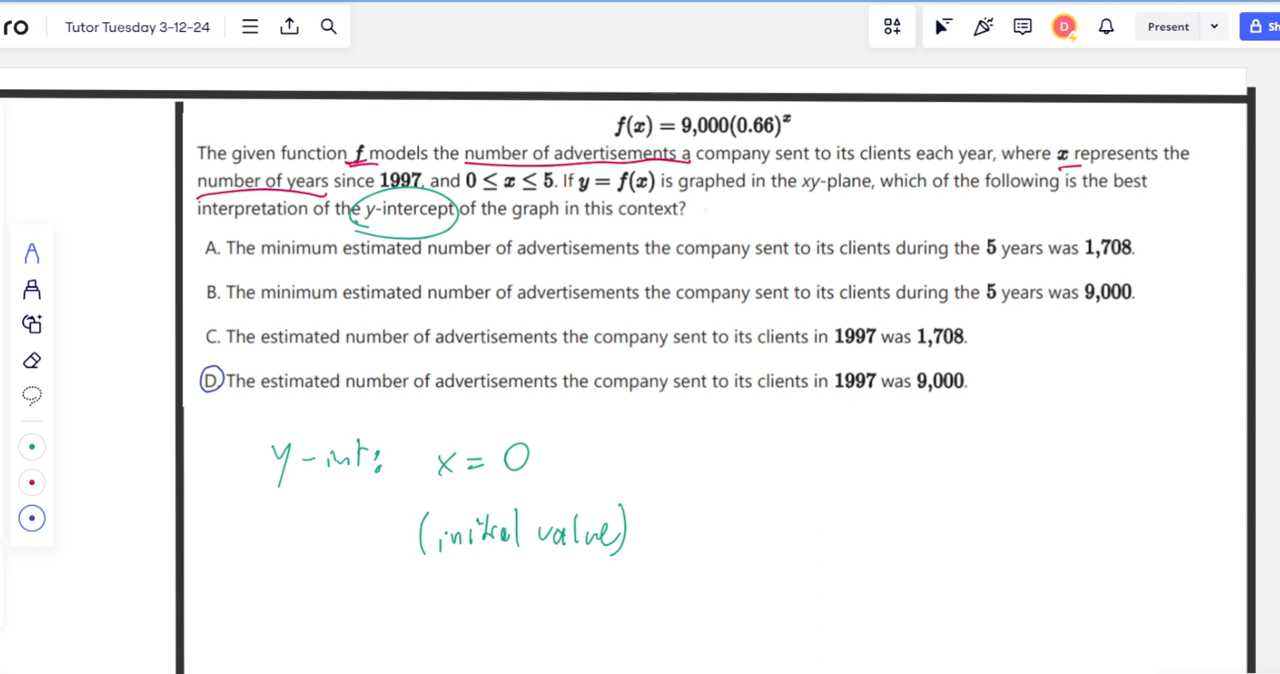 ro Tutor Tuesday 3-12-24 D Present Sh
f(x) = 9,000(0.66)^x
The given function f models the number of advertisements a company sent to its clients each year, where x represents the
number of years since 1997, and 0 ≤ x ≤ 5. If y = f(x) is graphed in the xy-plane, which of the following is the best
interpretation of the y-intercept of the graph in this context?
A. The minimum estimated number of advertisements the company sent to its clients during the 5 years was 1,708.
B. The minimum estimated number of advertisements the company sent to its clients during the 5 years was 9,000.
C. The estimated number of advertisements the company sent to its clients in 1997 was 1,708.
D The estimated number of advertisements the company sent to its clients in 1997 was 9,000.
y-int: x = 0
(initial value)